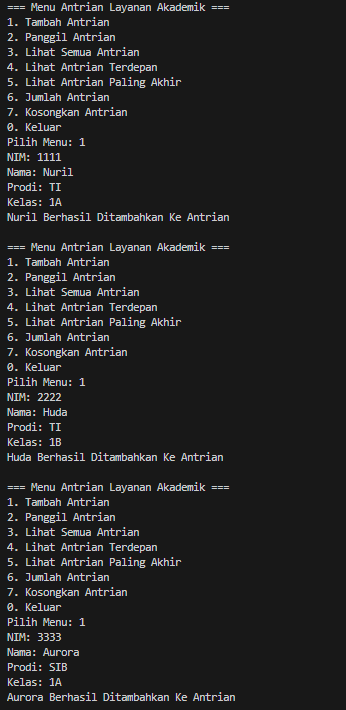 === Menu Antrian Layanan Akademik ===
1. Tambah Antrian
2. Panggil Antrian
3. Lihat Semua Antrian
4. Lihat Antrian Terdepan
5. Lihat Antrian Paling Akhir
6. Jumlah Antrian
7. Kosongkan Antrian
0. Keluar
Pilih Menu: 1
NIM: 1111
Nama: Nuril
Prodi: TI
Kelas: 1A
Nuril Berhasil Ditambahkan Ke Antrian
=== Menu Antrian Layanan Akademik ===
1. Tambah Antrian
2. Panggil Antrian
3. Lihat Semua Antrian
4. Lihat Antrian Terdepan
5. Lihat Antrian Paling Akhir
6. Jumlah Antrian
7. Kosongkan Antrian
0. Keluar
Pilih Menu: 1
NIM: 2222
Nama: Huda
Prodi: TI
Kelas: 1B
Huda Berhasil Ditambahkan Ke Antrian
=== Menu Antrian Layanan Akademik ===
1. Tambah Antrian
2. Panggil Antrian
3. Lihat Semua Antrian
4. Lihat Antrian Terdepan
5. Lihat Antrian Paling Akhir
6. Jumlah Antrian
7. Kosongkan Antrian
0. Keluar
Pilih Menu: 1
NIM: 3333
Nama: Aurora
Prodi: SIB
Kelas: 1A
Aurora Berhasil Ditambahkan Ke Antrian